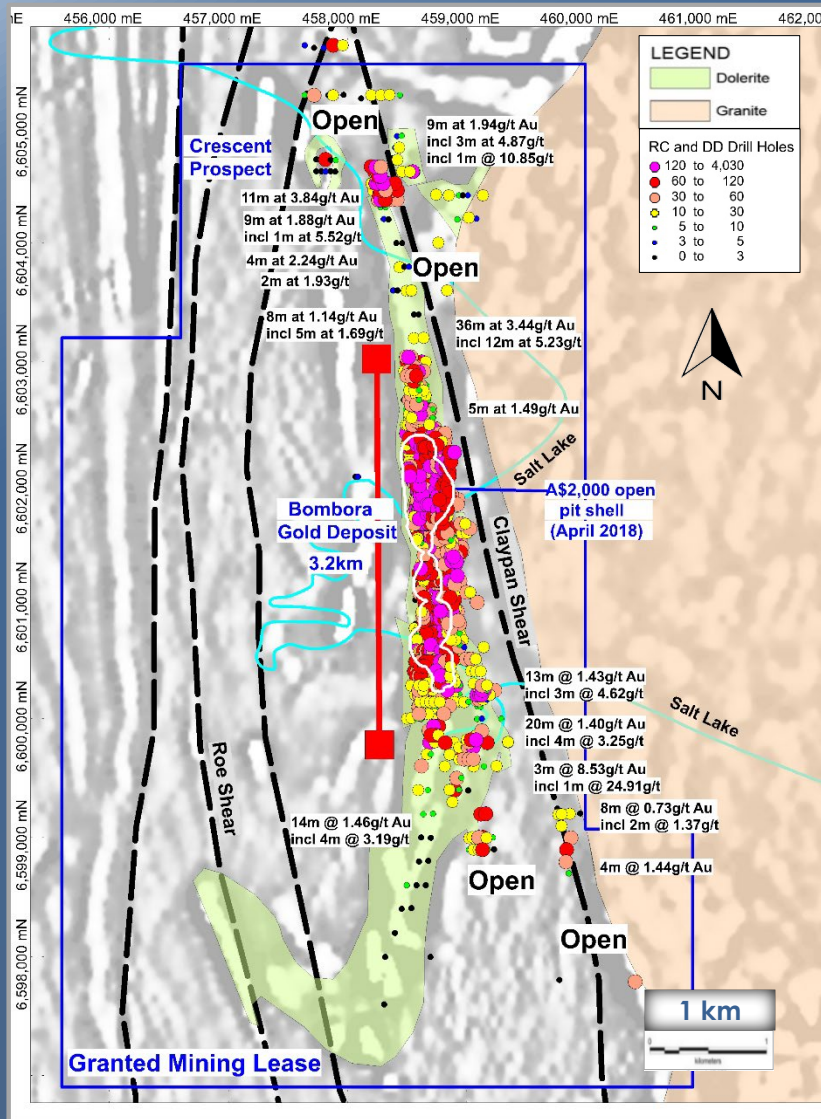 mE
456,000 mE
457,000 mE
458,000 mE
459,000 mE
460,000 mE
461,000 mE
462,0
6,605,000 mN
6,604,000 mN
6,603,000 mN
6,602,000 mN
6,601,000 mN
6,600,000 mN
6,599,000 mN
6,598,000 mN
LEGEND
Dolerite
Granite
RC and DD Drill Holes
120 to 4,030
60 to 120
30 to 60
10 to 30
5 to 10
3 to 5
0 to 3
N
Open
Crescent
Prospect
9m at 1.94g/t Au
incl 3m at 4.87g/t
incl 1m @ 10.85g/t
11m at 3.84g/t Au
9m at 1.88g/t Au
incl 1m at 5.52g/t
4m at 2.24g/t Au
2m at 1.93g/t
Open
8m at 1.14g/t Au
incl 5m at 1.69g/t
36m at 3.44g/t Au
incl 12m at 5.23g/t
5m at 1.49g/t Au
Salt Lake
Bombora
Gold Deposit
3.2km
A$2,000 open
pit shell
(April 2018)
Claypan Shear
13m @ 1.43g/t Au
incl 3m @ 4.62g/t
Salt Lake
20m @ 1.40g/t Au
incl 4m @ 3.25g/t
Roe Shear
3m @ 8.53g/t Au
incl 1m @ 24.91g/t
8m @ 0.73g/t Au
incl 2m @ 1.37g/t
14m @ 1.46g/t Au
incl 4m @ 3.19g/t
4m @ 1.44g/t Au
Open
Open
1 km
0
1
kilometers
Granted Mining Lease